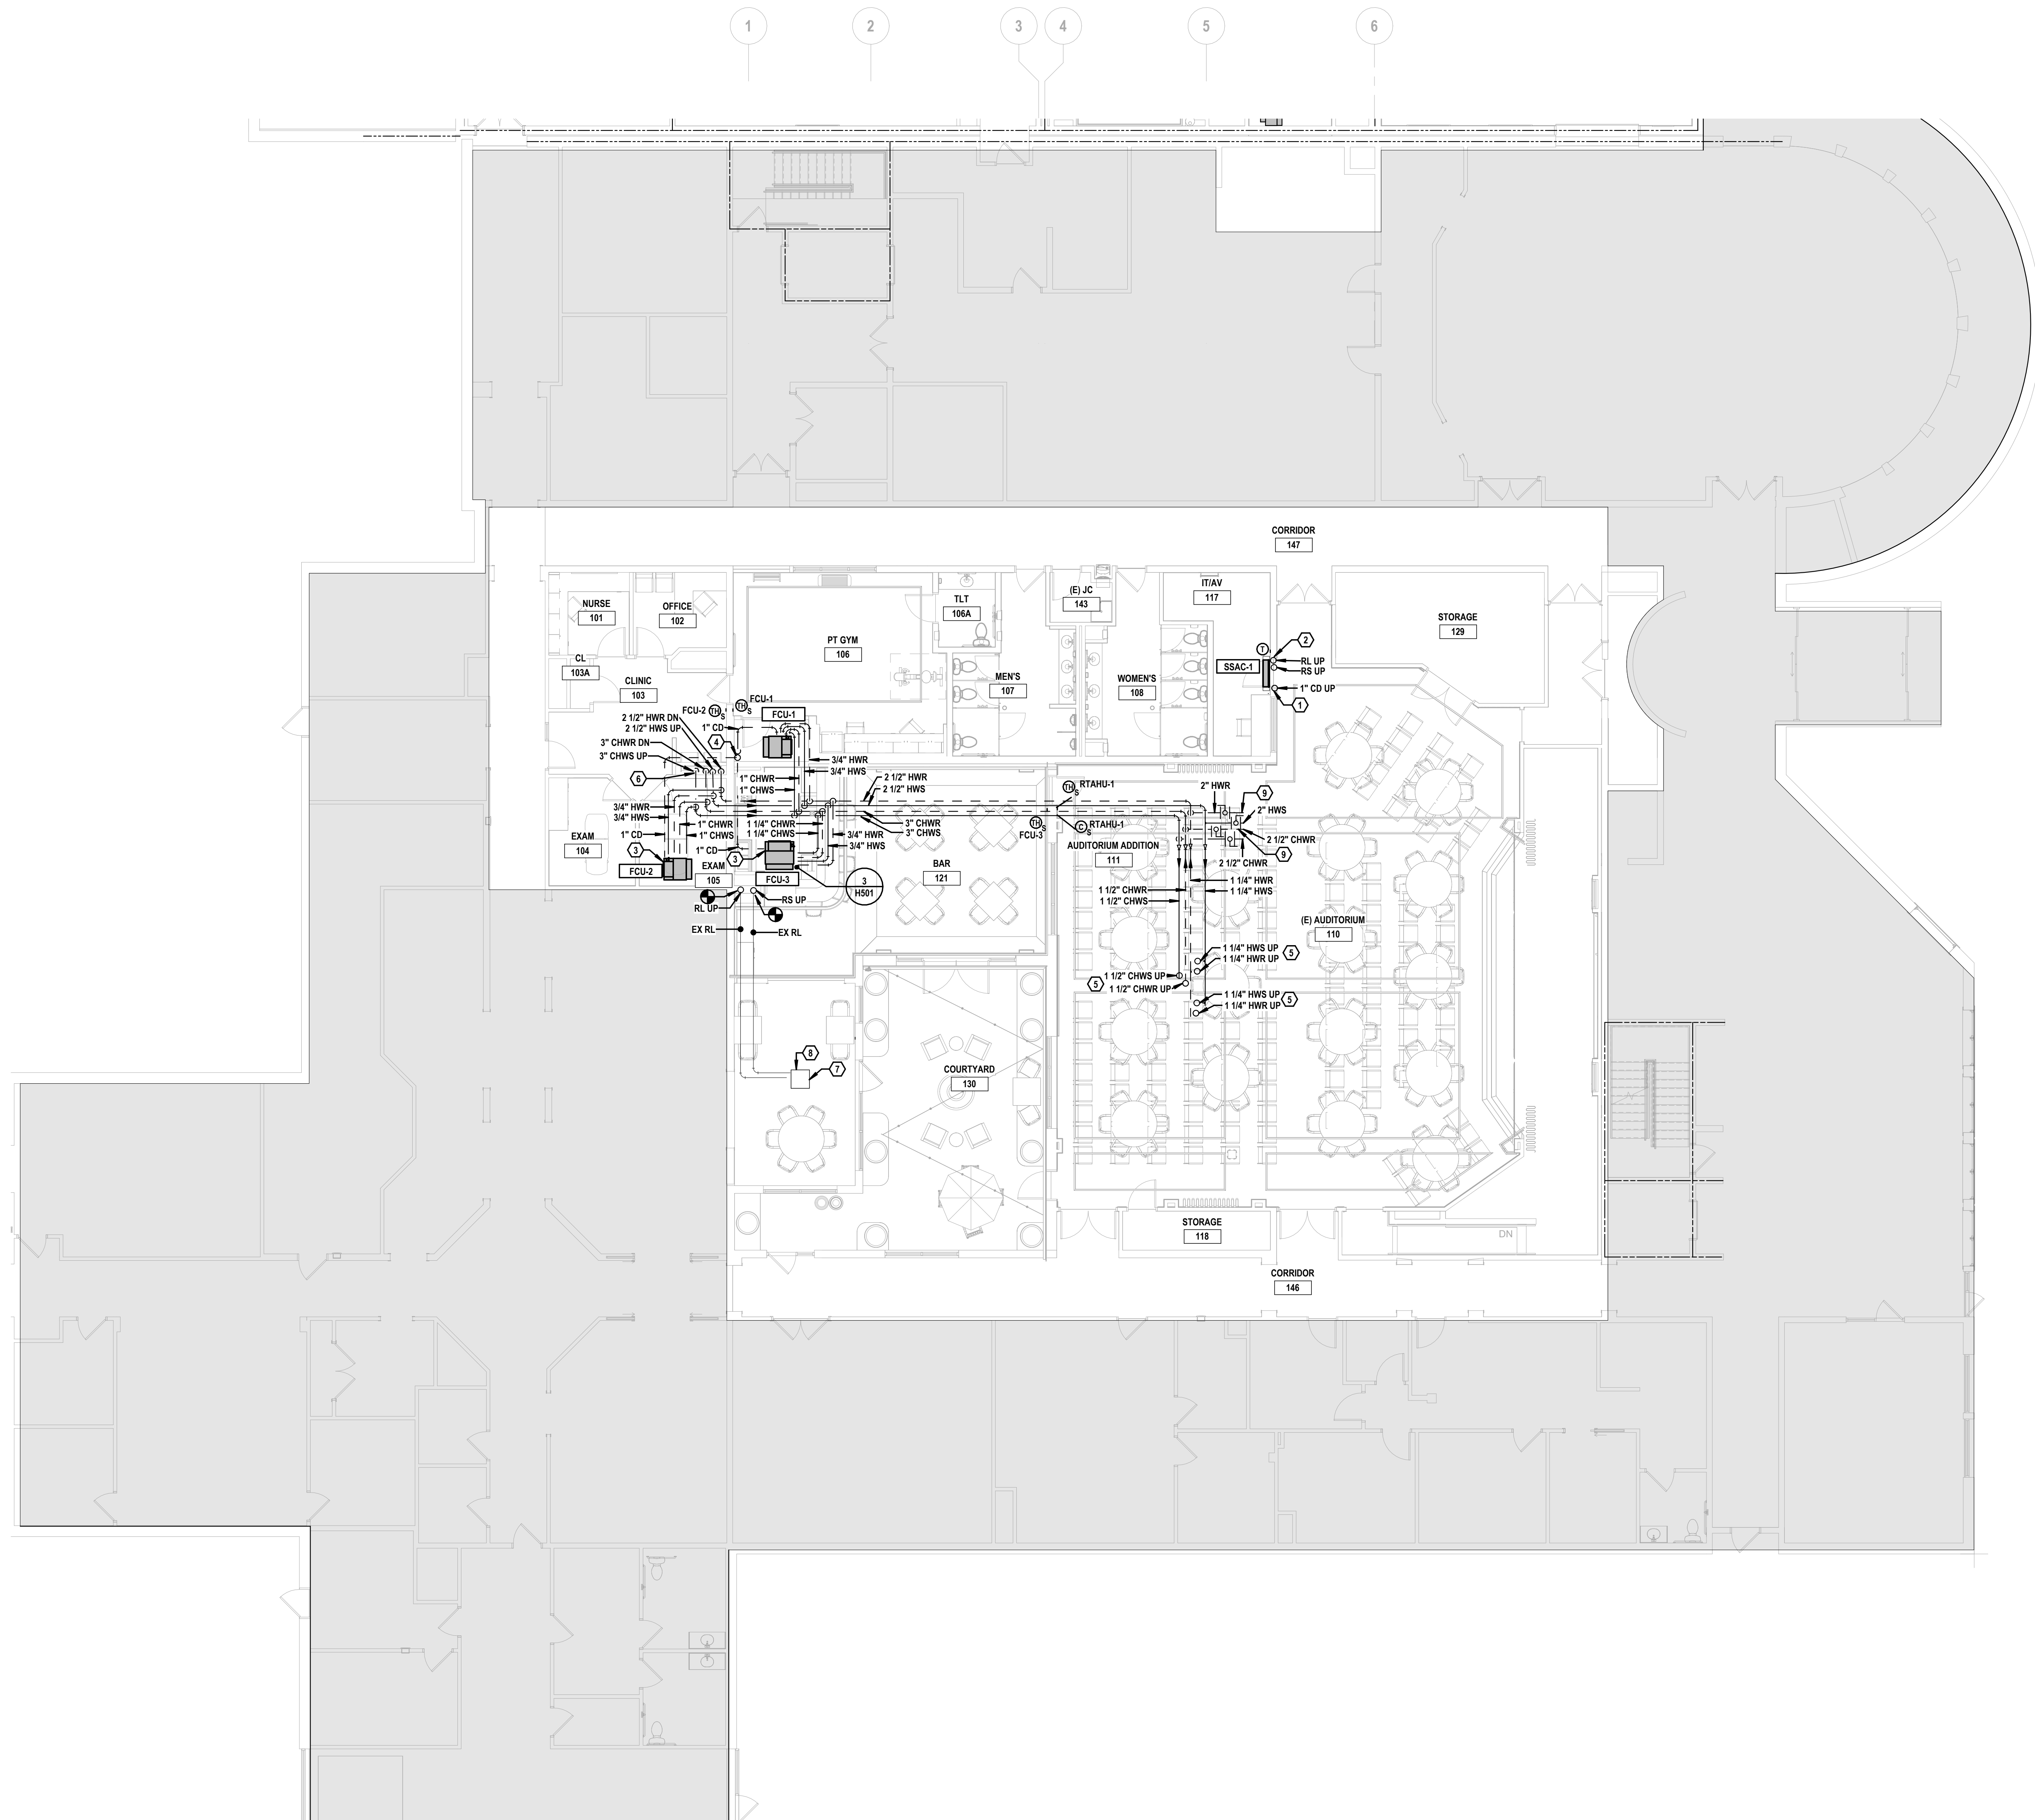 1
2
3
4
5
6
CORRIDOR
147
NURSE
101
OFFICE
102
TLT
106A
(E) JC
143
IT/AV
117
STORAGE
129
PT GYM
106
CL
103A
CLINIC
103
MEN'S
107
WOMEN'S
108
T
2
SSAC-1
RL UP
RS UP
1" CD UP
1
FCU-2
TH
S
TH
S
FCU-1
FCU-1
2 1/2" HWR DN
2 1/2" HWS UP
3" CHWR DN
3" CHWS UP
1" CD
4
6
3/4" HWR
3/4" HWS
1" CHWR
1" CHWS
2 1/2" HWR
2 1/2" HWS
TH
S
RTAHU-1
2" HWR
9
2" HWS
3/4" HWR
3/4" HWS
1" CD
1" CHWR
1" CHWS
1 1/4" CHWR
1 1/4" CHWS
3" CHWR
3" CHWS
3/4" HWR
3/4" HWS
TH
S
FCU-3
C
S
RTAHU-1
2 1/2" CHWR
9
2 1/2" CHWR
EXAM
104
3
FCU-2
1" CD
3
EXAM
105
FCU-3
3
H501
BAR
121
AUDITORIUM ADDITION
111
1 1/4" HWR
1 1/4" HWS
1 1/2" CHWR
1 1/2" CHWS
RL UP
RS UP
EX RL
EX RL
(E) AUDITORIUM
110
1 1/4" HWS UP
1 1/4" HWR UP
5
5
1 1/2" CHWS UP
1 1/2" CHWR UP
1 1/4" HWS UP
1 1/4" HWR UP
5
8
7
COURTYARD
130
STORAGE
118
DN
CORRIDOR
146